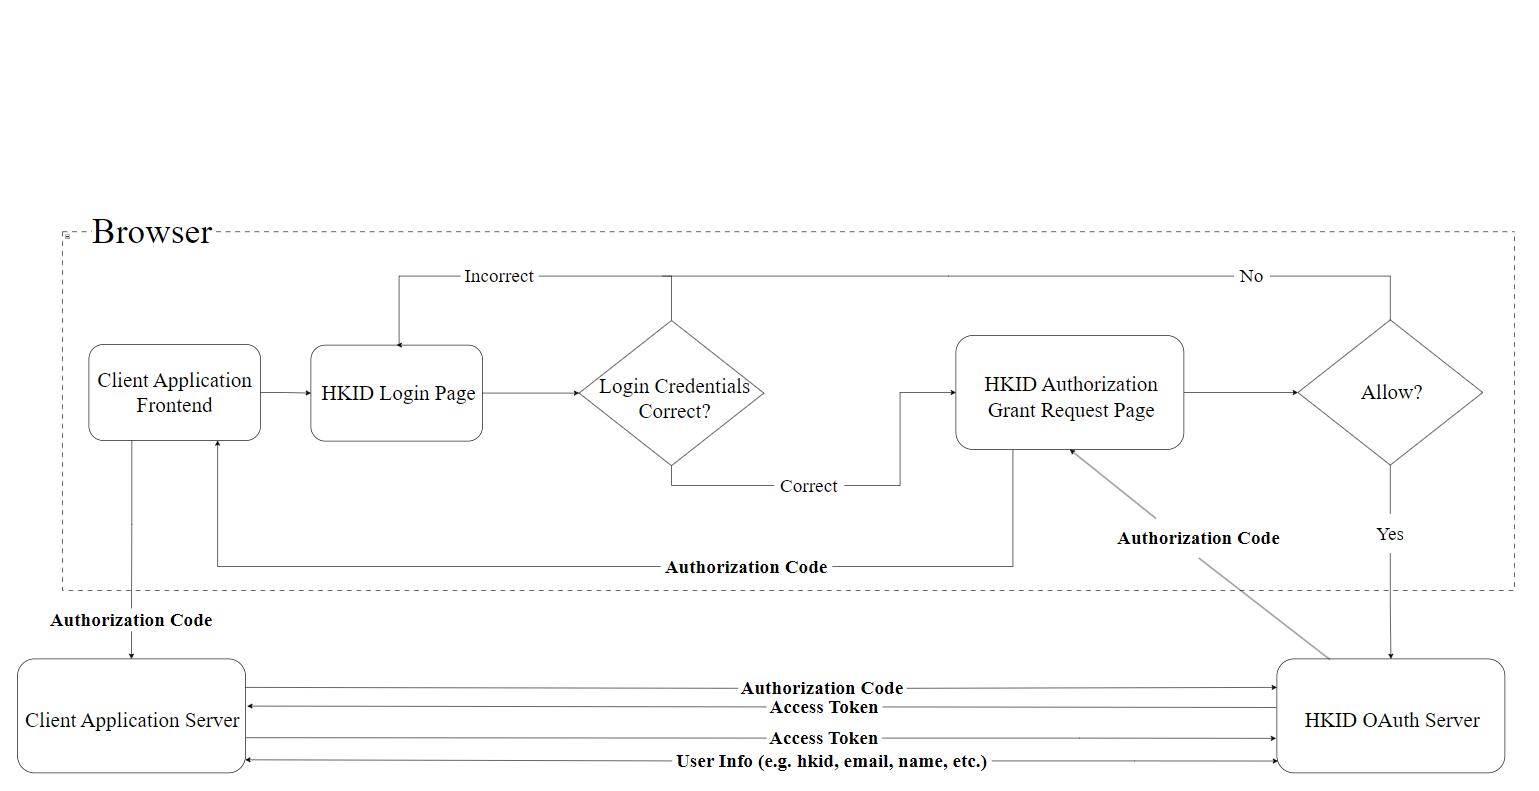 Browser
Incorrect
No
Client Application
Frontend
HKID Login Page
Login Credentials
Correct?
HKID Authorization
Grant Request Page
Allow?
Correct
Authorization Code
Yes
Authorization Code
Authorization Code
Client Application Server
Authorization Code
Access Token
Access Token
User Info (e.g. hkid, email, name, etc.)
HKID OAuth Server